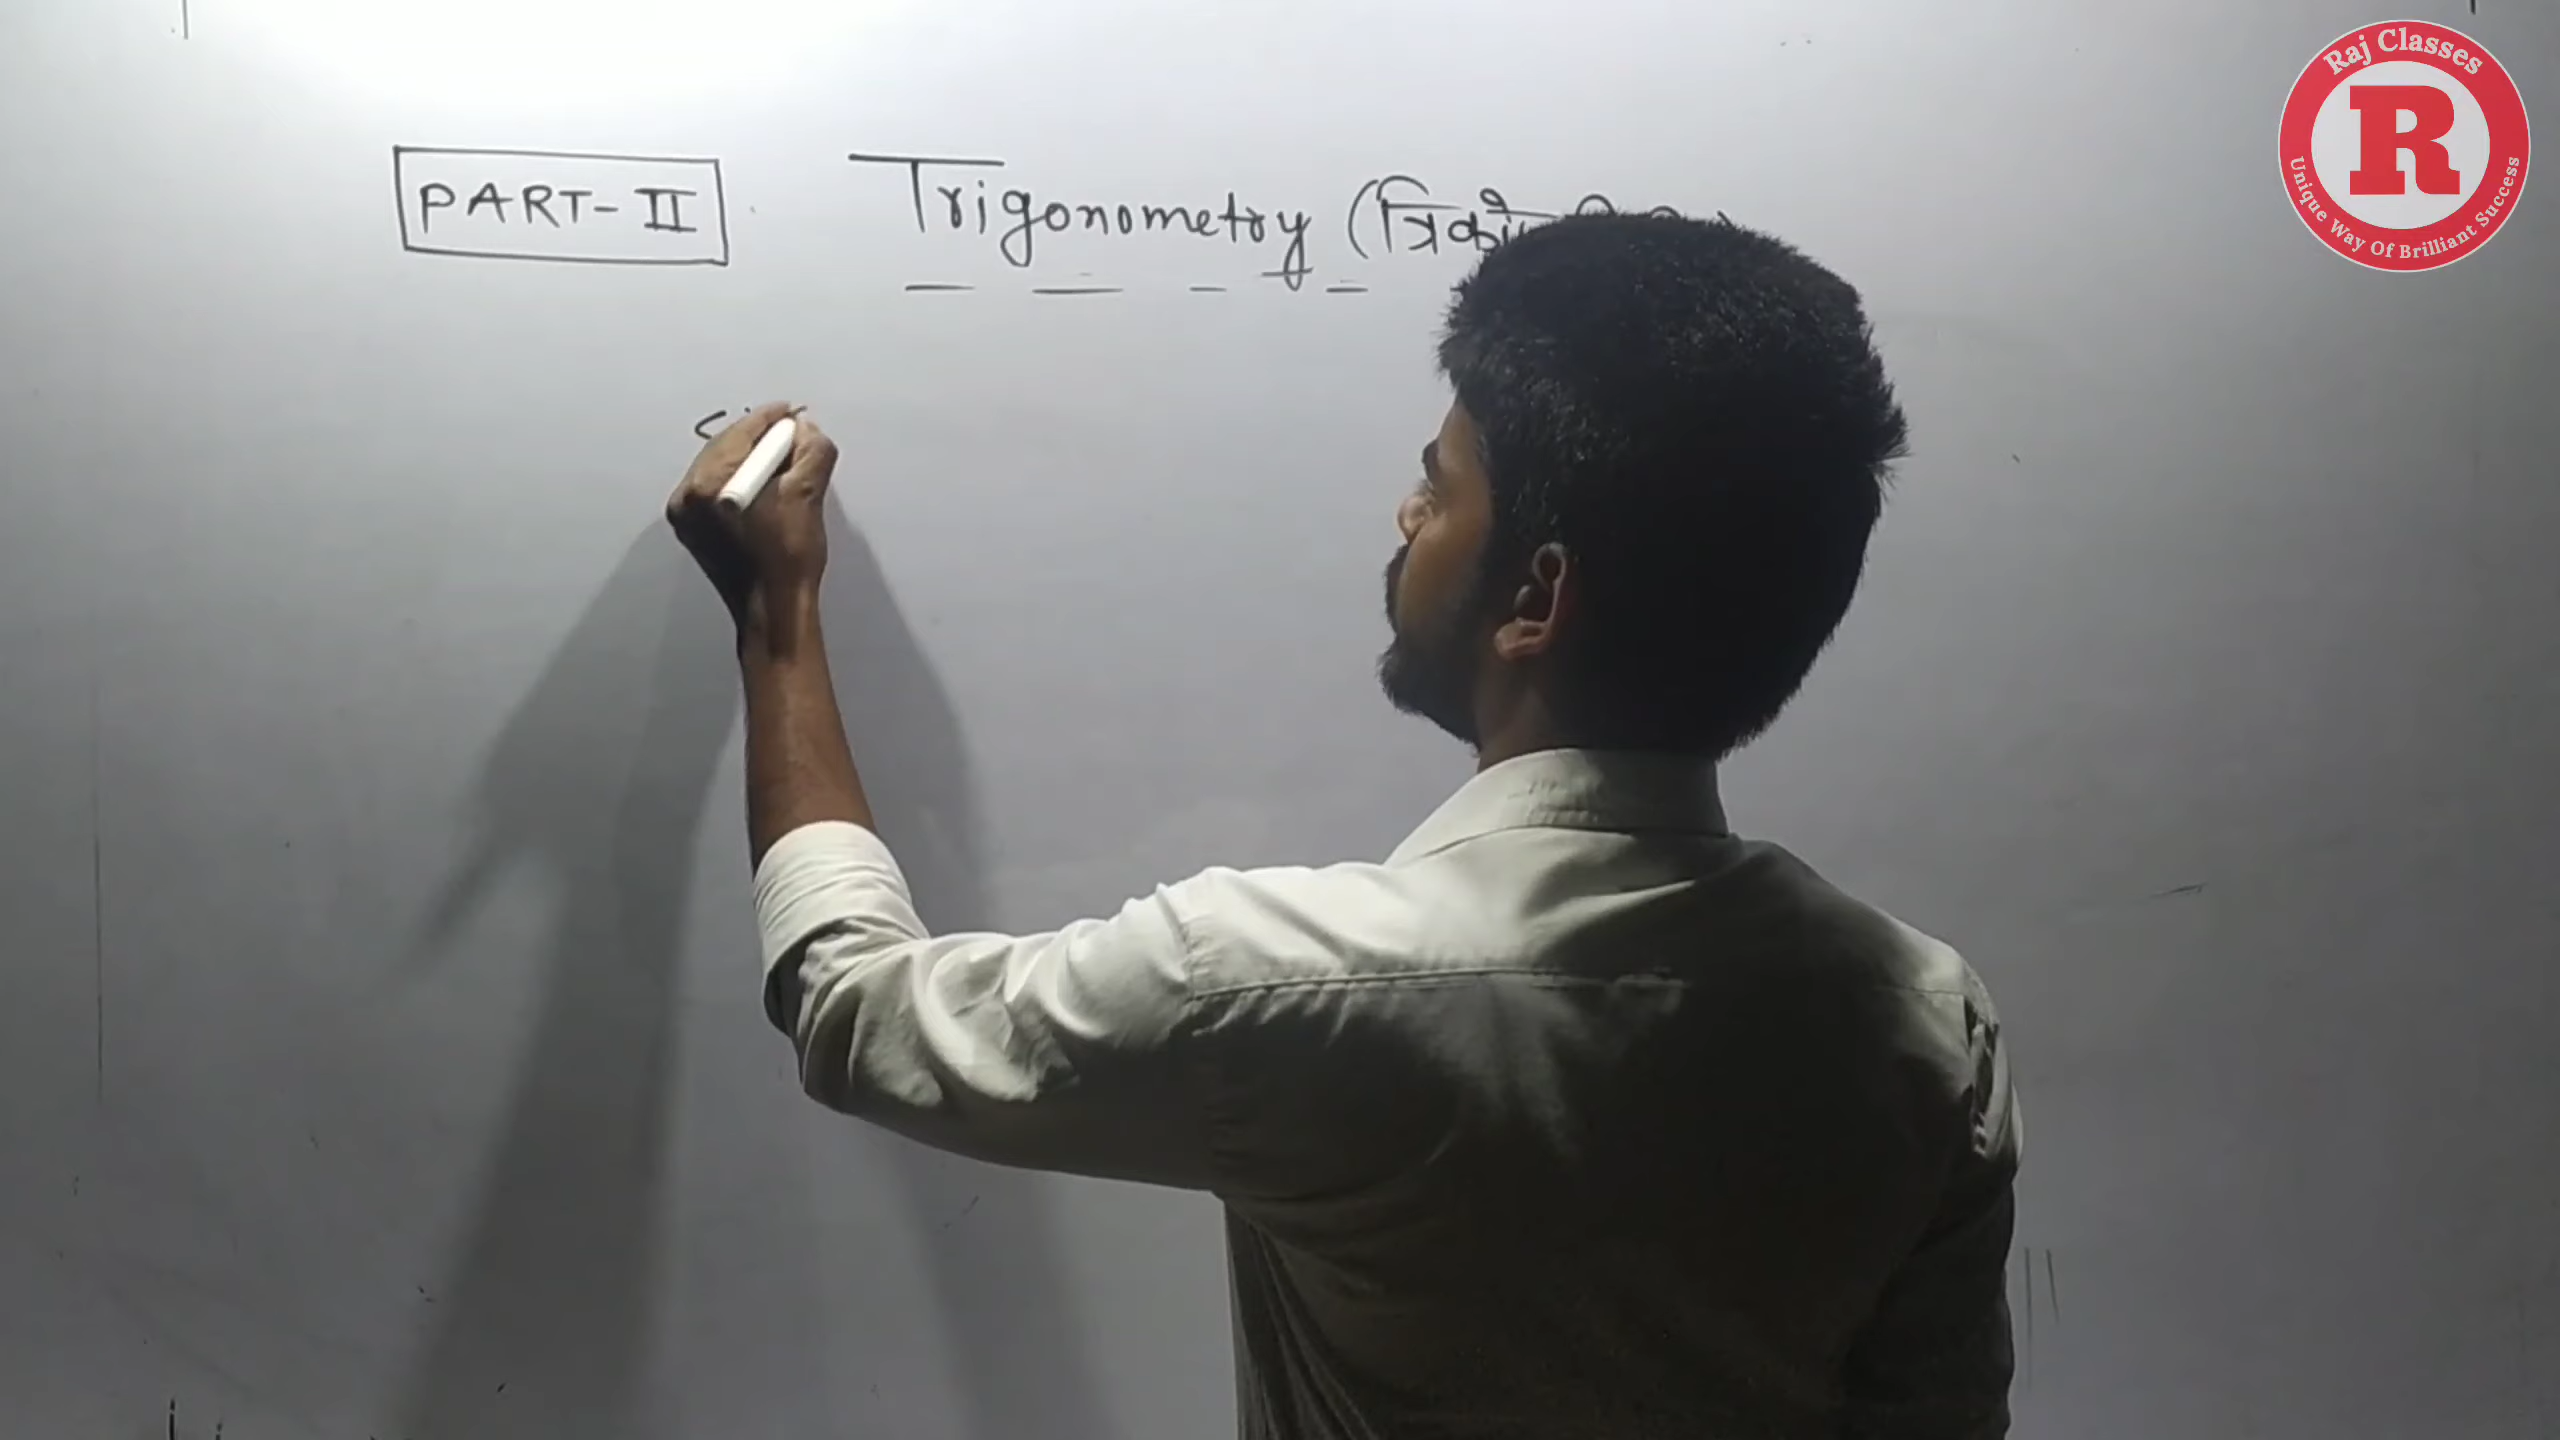 PART-II Trigonometry (
Raj Classes
R
Unique Way Of Brilliant Success